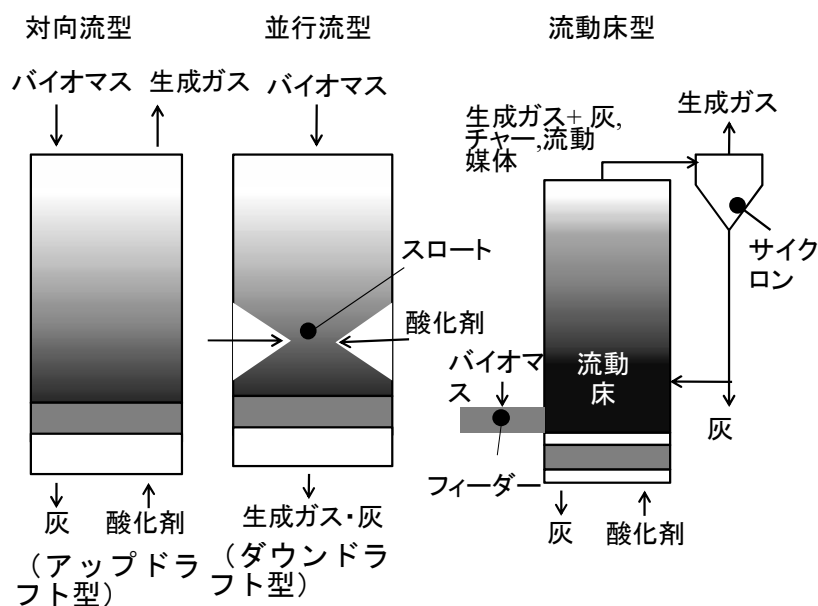 対向流型
バイオマス
生成ガス
灰
酸化剤
（アップドラ
フト型）
並行流型
バイオマス
スロート
酸化剤
生成ガス・灰
（ダウンドラ
フト型）
流動床型
生成ガス+ 灰,
チャー,流動
媒体
生成ガス
サイク
ロン
バイオマ
ス
流動
床
灰
フィーダー
灰
酸化剤